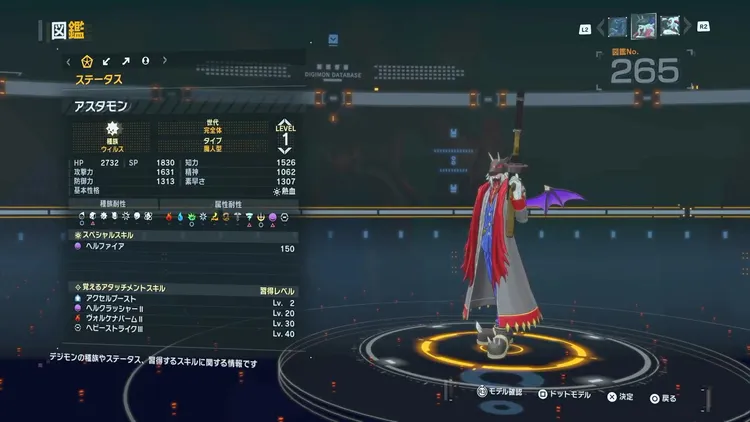 図鑑
L2
R2
図鑑No.
265
DIGIMON DATABASE
ステータス
アスタモン
種族
ウィルス
世代
完全体
タイプ
魔人型
LEVEL
1
HP 2732 SP 1830 知力 1526
攻撃力 1631 精神 1062
防御力 1313 素早さ 1307
基本性格 熱血
種族耐性 属性耐性
スペシャルスキル
ヘルファイア 150
覚えるアタッチメントスキル 習得レベル
アクセルブースト Lv. 2
ヘルクラッシャーII Lv. 20
ヴォルケナパームII Lv. 30
ヘビーストライクIII Lv. 40
デジモンの種族やステータス、習得するスキルに関する情報です
R3 モデル確認 ドットモデル 決定 戻る